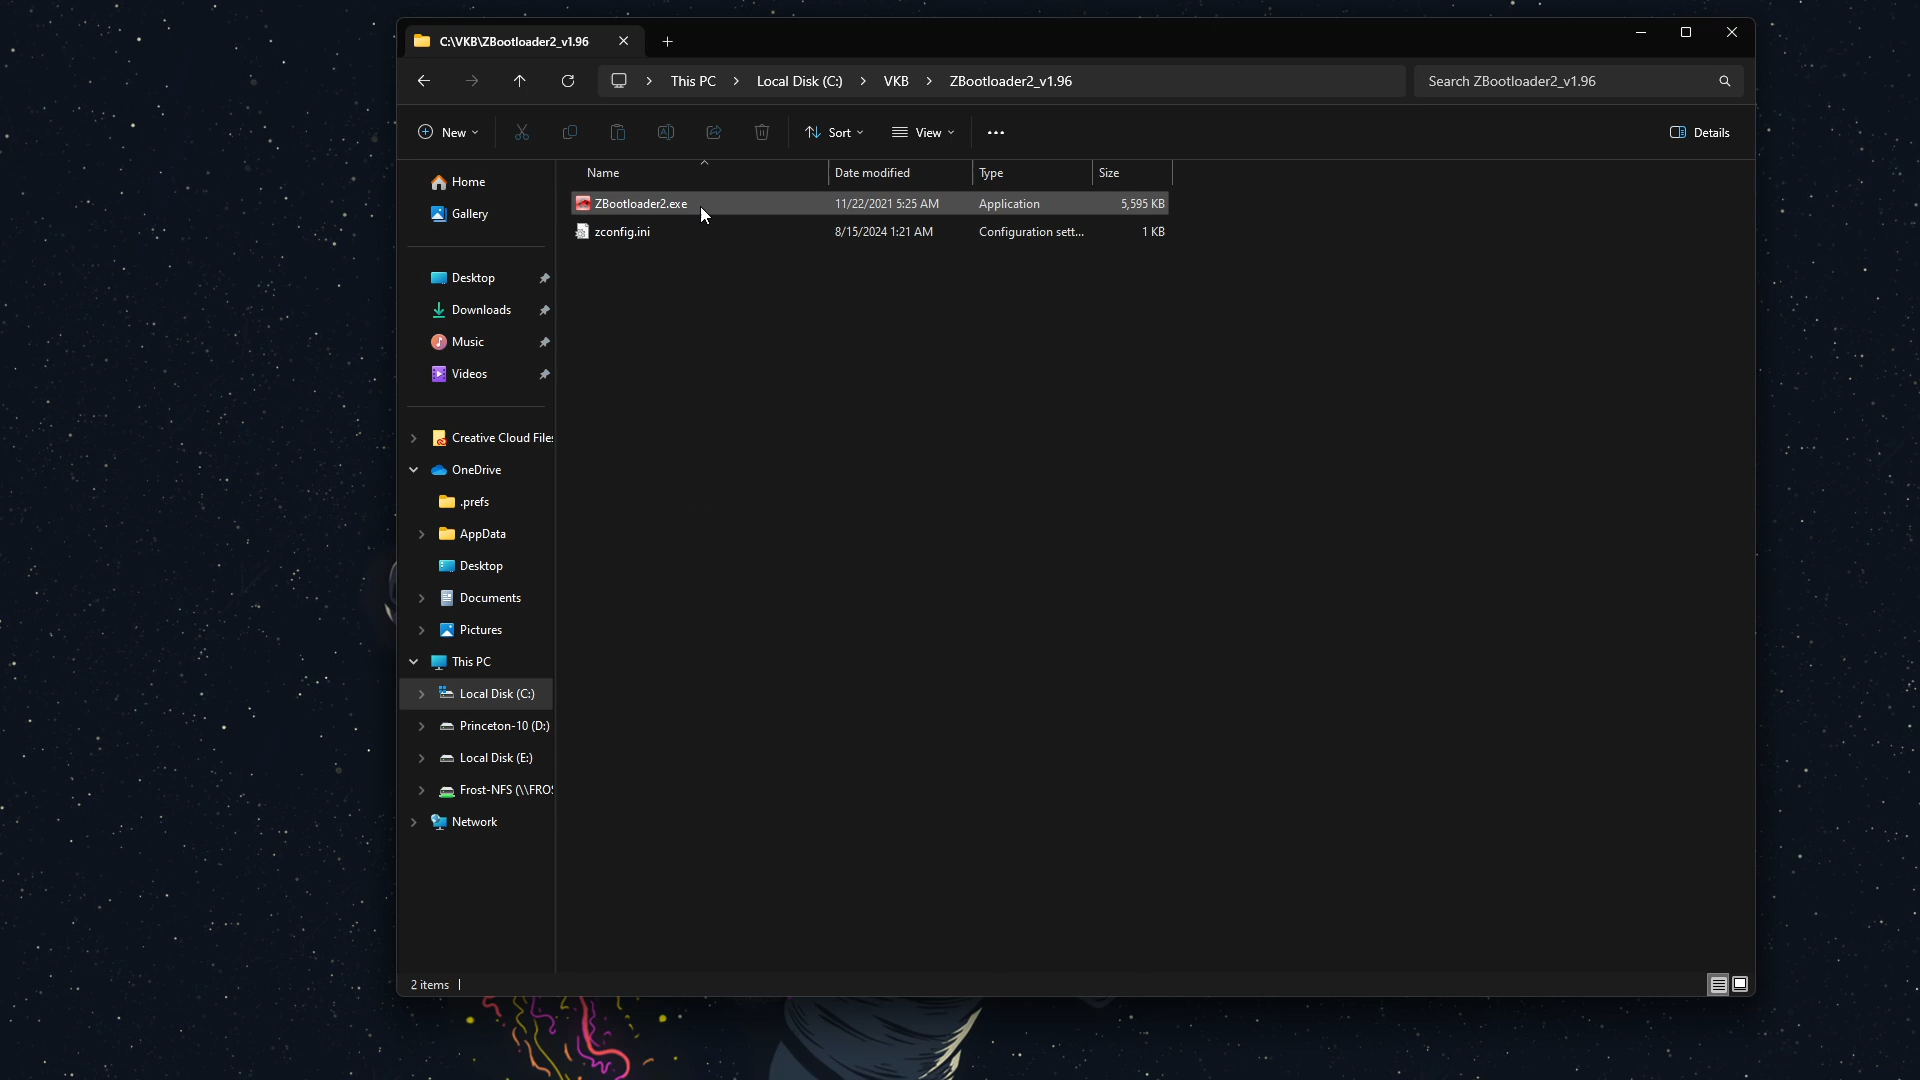 C:\VKB\ZBootloader2_v1.96
This PC > Local Disk (C:) > VKB > ZBootloader2_v1.96
Search ZBootloader2_v1.96
New
Sort
View
Details
Name Date modified Type Size
ZBootloader2.exe 11/22/2021 5:25 AM Application 5,595 KB
zconfig.ini 8/15/2024 1:21 AM Configuration sett... 1 KB
Home
Gallery
Desktop
Downloads
Music
Videos
Creative Cloud Files
OneDrive
.prefs
AppData
Desktop
Documents
Pictures
This PC
Local Disk (C:)
Princeton-10 (D:)
Local Disk (E:)
Frost-NFS (\\FROS
Network
2 items